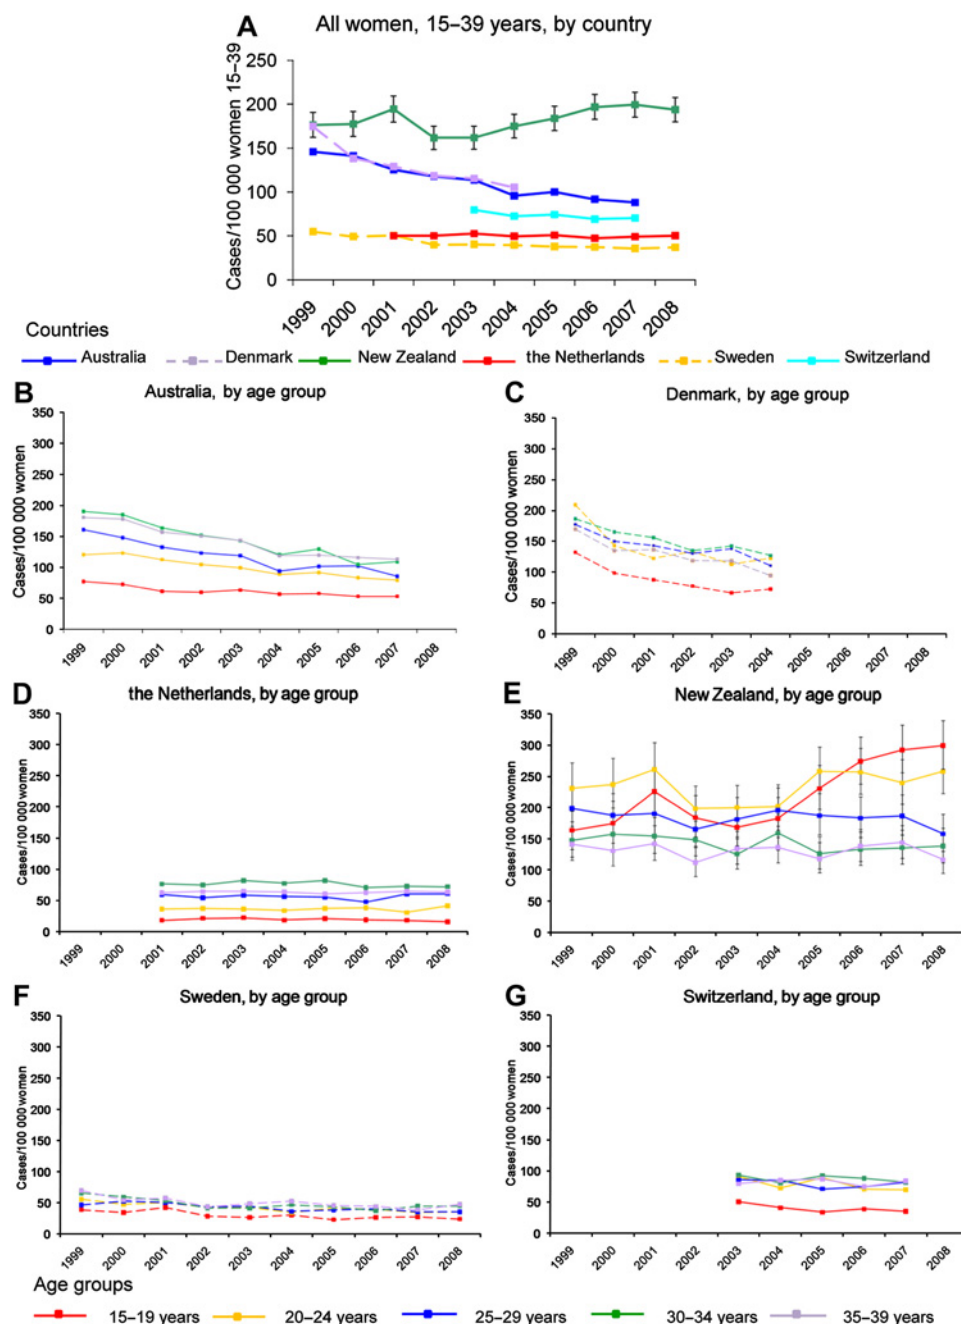 A All women, 15–39 years, by country
Cases/100 000 women 15–39
250
200
150
100
50
0
1999 2000 2001 2002 2003 2004 2005 2006 2007 2008
Countries
Australia Denmark New Zealand the Netherlands Sweden Switzerland
B Australia, by age group
Cases/100 000 women
350
300
250
200
150
100
50
0
1999 2000 2001 2002 2003 2004 2005 2006 2007 2008
C Denmark, by age group
Cases/100 000 women
350
300
250
200
150
100
50
0
1999 2000 2001 2002 2003 2004 2005 2006 2007 2008
D the Netherlands, by age group
Cases/100 000 women
350
300
250
200
150
100
50
0
1999 2000 2001 2002 2003 2004 2005 2006 2007 2008
E New Zealand, by age group
Cases/100 000 women
350
300
250
200
150
100
50
0
1999 2000 2001 2002 2003 2004 2005 2006 2007 2008
F Sweden, by age group
Cases/100 000 women
350
300
250
200
150
100
50
0
1999 2000 2001 2002 2003 2004 2005 2006 2007 2008
G Switzerland, by age group
Cases/100 000 women
350
300
250
200
150
100
50
0
1999 2000 2001 2002 2003 2004 2005 2006 2007 2008
Age groups
15–19 years 20–24 years 25–29 years 30–34 years 35–39 years